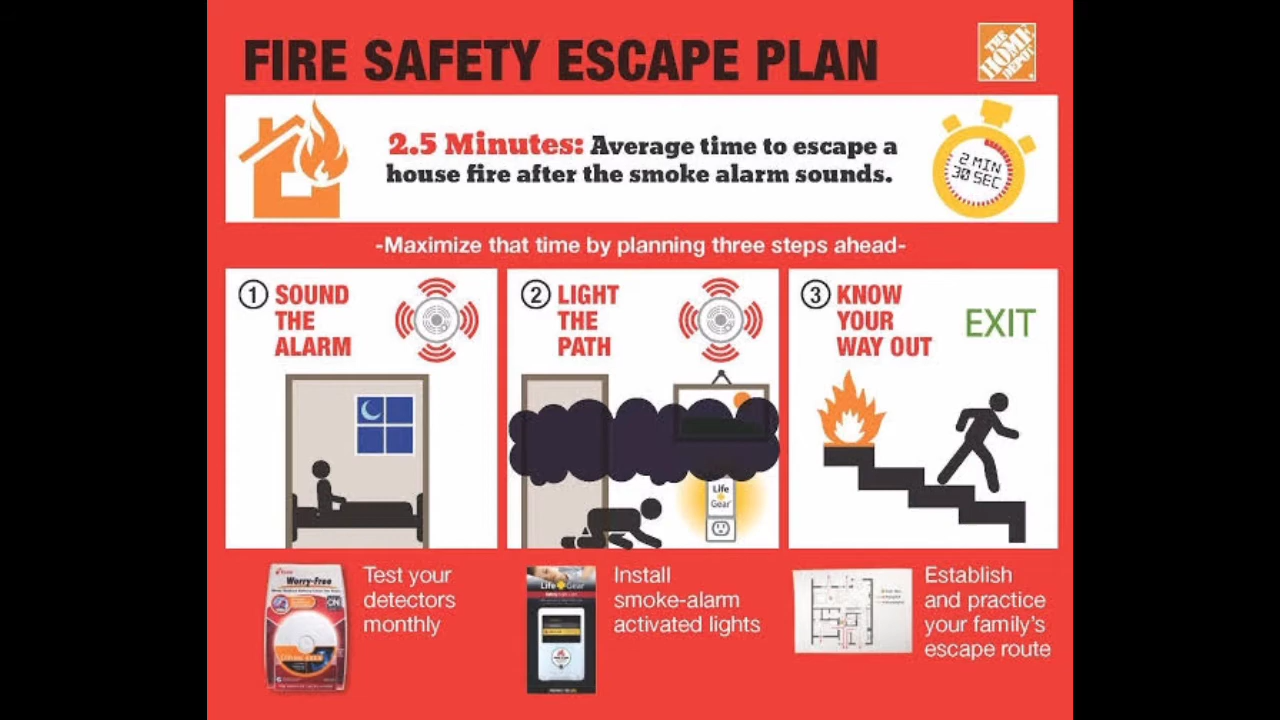 FIRE SAFETY ESCAPE PLAN
THE
HOME
DEPOT
2.5 Minutes: Average time to escape a
house fire after the smoke alarm sounds.
2 MIN
30 SEC
-Maximize that time by planning three steps ahead-
1 SOUND
THE
ALARM
2 LIGHT
THE
PATH
3 KNOW
YOUR
WAY OUT
EXIT
Life
Gear
Worry-Free
Test your
detectors
monthly
Life Gear
Install
smoke-alarm
activated lights
Establish
and practice
your family's
escape route